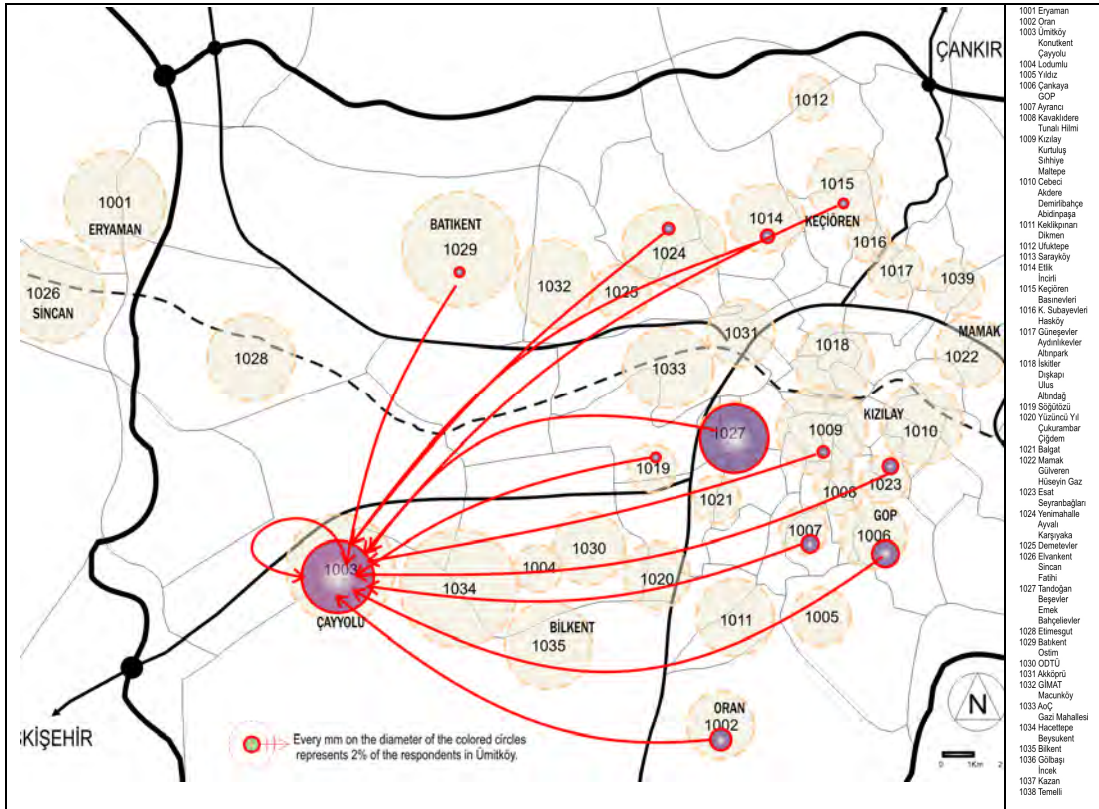 ÇANKIR
1012
1001
ERYAMAN
1015
BATIKENT
1029
1014
KEÇİÖREN
1024
1016
1017
1039
1026
SİNCAN
1032
1025
1031
1018
MAMAK
1022
1028
1033
KIZILAY
1027
1009
1010
1019
1023
1021
1008
GOP
1007
1006
1003
1030
1004
1034
1020
ÇAYYOLU
BİLKENT
1035
1011
1005
ORAN
1002
N
KİŞEHİR
Every mm on the diameter of the colored circles
represents 2% of the respondents in Ümitköy.
0 1Km 2
1001 Eryaman
1002 Oran
1003 Ümitköy
Konutkent
Çayyolu
1004 Lodumlu
1005 Yıldız
1006 Çankaya
GOP
1007 Ayrancı
1008 Kavaklıdere
Tunalı Hilmi
1009 Kızılay
Kurtuluş
Sıhhiye
Maltepe
1010 Cebeci
Akdere
Demirlibahçe
Abidinpaşa
1011 Keklikpınarı
Dikmen
1012 Ufuktepe
1013 Sarayköy
1014 Etlik
İncirli
1015 Keçiören
Basınevleri
1016 K. Subayevleri
Hasköy
1017 Güneşevler
Aydınlıkevler
Altınpark
1018 İskitler
Dışkapı
Ulus
Altındağ
1019 Söğütözü
1020 Yüzüncü Yıl
Çukurambar
Çiğdem
1021 Balgat
1022 Mamak
Gülveren
Hüseyin Gaz
1023 Esat
Seyranbağları
1024 Yenimahalle
Ayvalı
Karşıyaka
1025 Demetevler
1026 Elvankent
Sincan
Fatihi
1027 Tandoğan
Beşevler
Emek
Bahçelievler
1028 Etimesgut
1029 Batıkent
Ostim
1030 ODTÜ
1031 Akköprü
1032 GİMAT
Macunköy
1033 AoÇ
Gazi Mahallesi
1034 Hacettepe
Beysukent
1035 Bilkent
1036 Gölbaşı
İncek
1037 Kazan
1038 Temelli